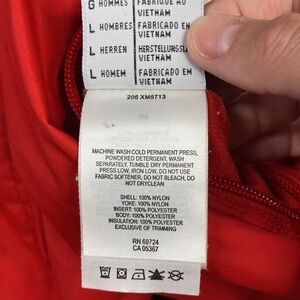 G HOMMES FABRIQUÉ AU VIETNAM
L HOMBRES FABRICADO EN VIETNAM
L HERREN HERSTELLUNGSL VIETNAM
L HOMEM FABRICADO EM VIETNAM
206 XM5713
MACHINE WASH COLD PERMANENT PRESS,
POWDERED DETERGENT, WASH
SEPARATELY, TUMBLE DRY PERMANENT
PRESS LOW, IRON LOW, DO NOT USE
FABRIC SOFTENER, DO NOT BLEACH, DO
NOT DRYCLEAN
SHELL: 100% NYLON
YOKE: 100% NYLON
INSERT: 100% POLYESTER
BODY: 100% POLYESTER
INSULATION: 100% POLYESTER
EXCLUSIVE OF TRIMMING
RN 69724
CA 05367